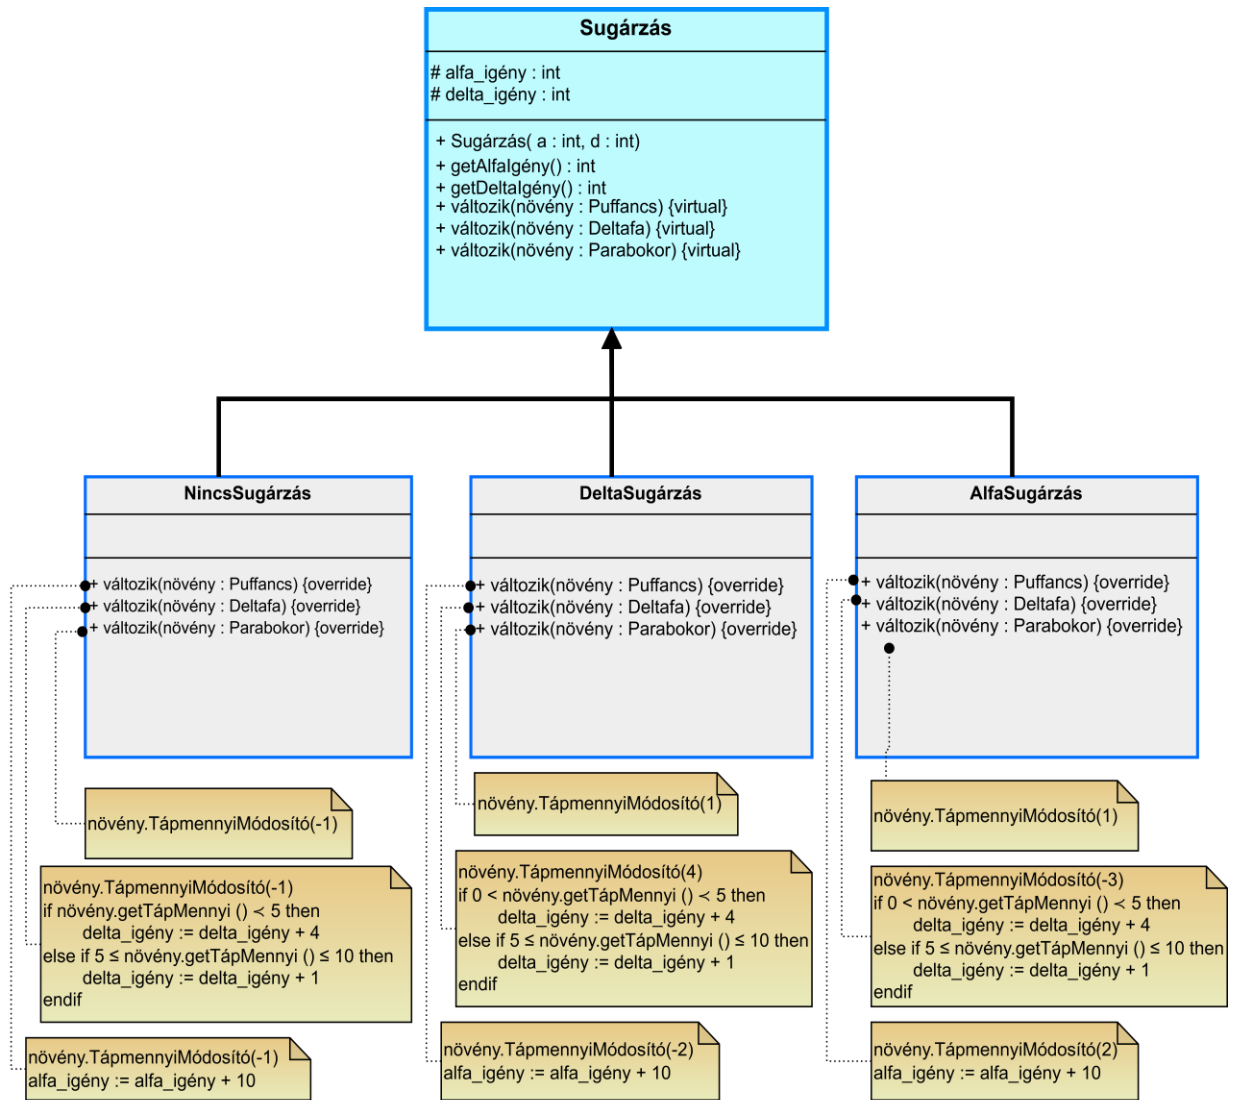 Sugárzás
# alfa_igény : int
# delta_igény : int
+ Sugárzás( a : int, d : int)
+ getAlfaIgény() : int
+ getDeltaIgény() : int
+ változik(növény : Puffancs) {virtual}
+ változik(növény : Deltafa) {virtual}
+ változik(növény : Parabokor) {virtual}
NincsSugárzás
+ változik(növény : Puffancs) {override}
+ változik(növény : Deltafa) {override}
+ változik(növény : Parabokor) {override}
DeltaSugárzás
+ változik(növény : Puffancs) {override}
+ változik(növény : Deltafa) {override}
+ változik(növény : Parabokor) {override}
AlfaSugárzás
+ változik(növény : Puffancs) {override}
+ változik(növény : Deltafa) {override}
+ változik(növény : Parabokor) {override}
növény.TápmennyiMódosító(-1)
növény.TápmennyiMódosító(1)
növény.TápmennyiMódosító(1)
növény.TápmennyiMódosító(-1)
if növény.getTápMennyi () < 5 then
delta_igény := delta_igény + 4
else if 5 ≤ növény.getTápMennyi () ≤ 10 then
delta_igény := delta_igény + 1
endif
növény.TápmennyiMódosító(4)
if 0 < növény.getTápMennyi () < 5 then
delta_igény := delta_igény + 4
else if 5 ≤ növény.getTápMennyi () ≤ 10 then
delta_igény := delta_igény + 1
endif
növény.TápmennyiMódosító(-3)
if 0 < növény.getTápMennyi () < 5 then
delta_igény := delta_igény + 4
else if 5 ≤ növény.getTápMennyi () ≤ 10 then
delta_igény := delta_igény + 1
endif
növény.TápmennyiMódosító(-1)
alfa_igény := alfa_igény + 10
növény.TápmennyiMódosító(-2)
alfa_igény := alfa_igény + 10
növény.TápmennyiMódosító(2)
alfa_igény := alfa_igény + 10